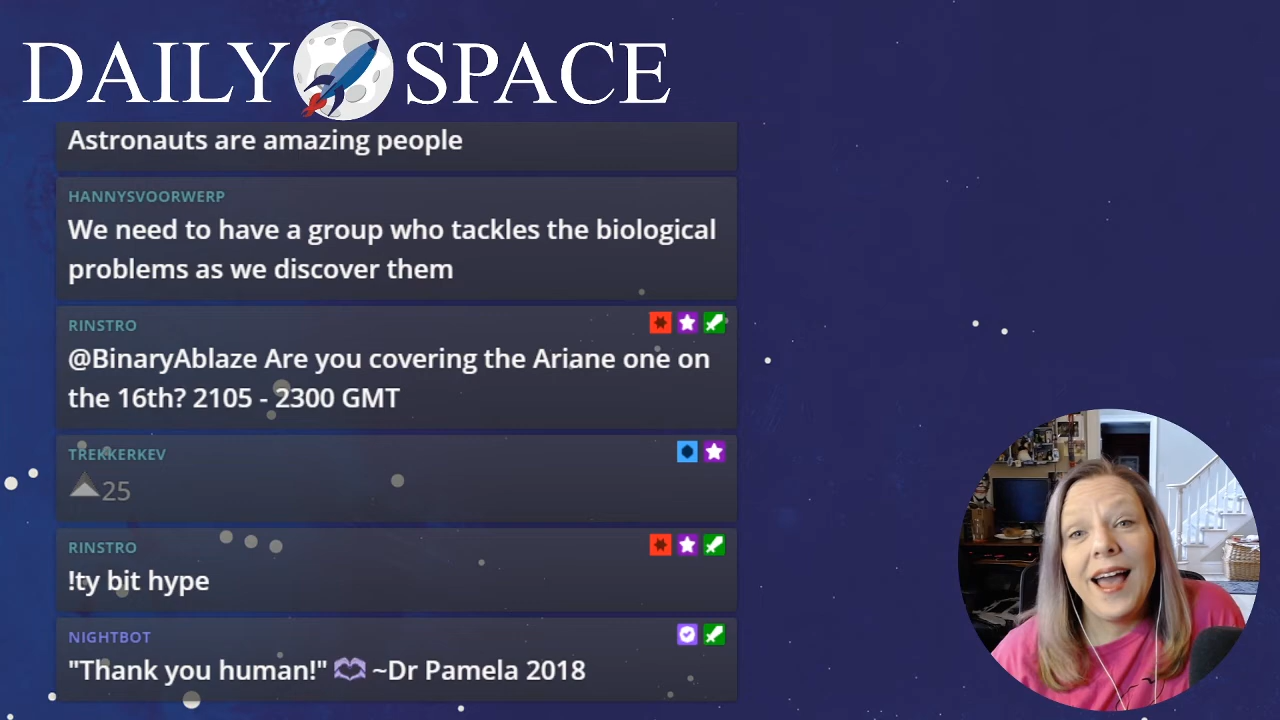 DAILY SPACE
Astronauts are amazing people
HANNYSVOORWERP
We need to have a group who tackles the biological
problems as we discover them
RINSTRO
@BinaryAblaze Are you covering the Ariane one on
the 16th? 2105 - 2300 GMT
TREKKERKEV
25
RINSTRO
!ty bit hype
NIGHTBOT
"Thank you human!" ~Dr Pamela 2018